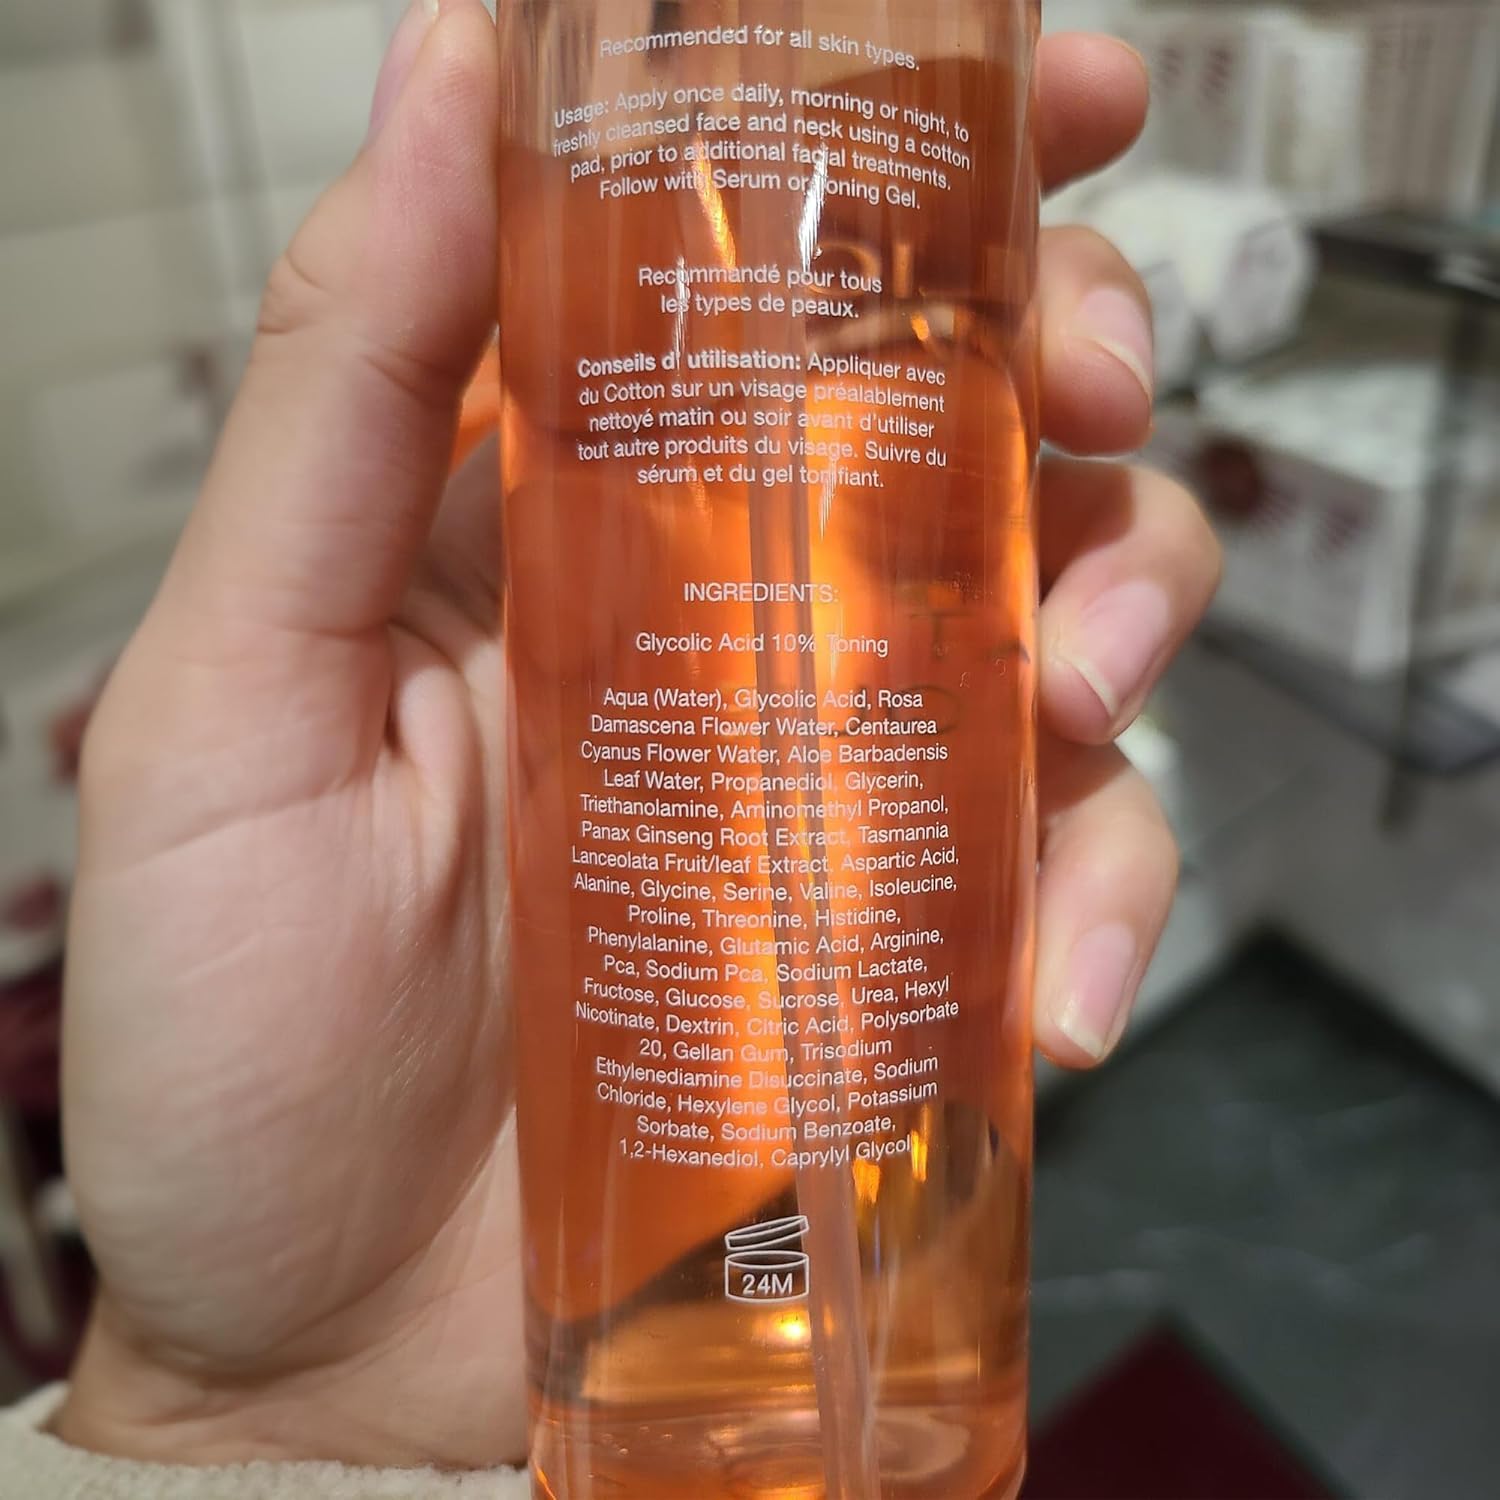 Recommended for all skin types.
Usage: Apply once daily, morning or night, to
freshly cleansed face and neck using a cotton
pad, prior to additional facial treatments.
Follow with Serum or Toning Gel.
Recommandé pour tous
les types de peaux.
Conseils d' utilisation: Appliquer avec
du Cotton sur un visage préalablement
nettoyé matin ou soir avant d'utiliser
tout autre produits du visage. Suivre du
sérum et du gel tonifiant.
INGREDIENTS:
Glycolic Acid 10% Toning
Aqua (Water), Glycolic Acid, Rosa
Damascena Flower Water, Centaurea
Cyanus Flower Water, Aloe Barbadensis
Leaf Water, Propanediol, Glycerin,
Triethanolamine, Aminomethyl Propanol,
Panax Ginseng Root Extract, Tasmannia
Lanceolata Fruit/leaf Extract, Aspartic Acid,
Alanine, Glycine, Serine, Valine, Isoleucine,
Proline, Threonine, Histidine,
Phenylalanine, Glutamic Acid, Arginine,
Pca, Sodium Pca, Sodium Lactate,
Fructose, Glucose, Sucrose, Urea, Hexyl
Nicotinate, Dextrin, Citric Acid, Polysorbate
20, Gellan Gum, Trisodium
Ethylenediamine Disuccinate, Sodium
Chloride, Hexylene Glycol, Potassium
Sorbate, Sodium Benzoate,
1,2-Hexanediol, Caprylyl Glycol
24M